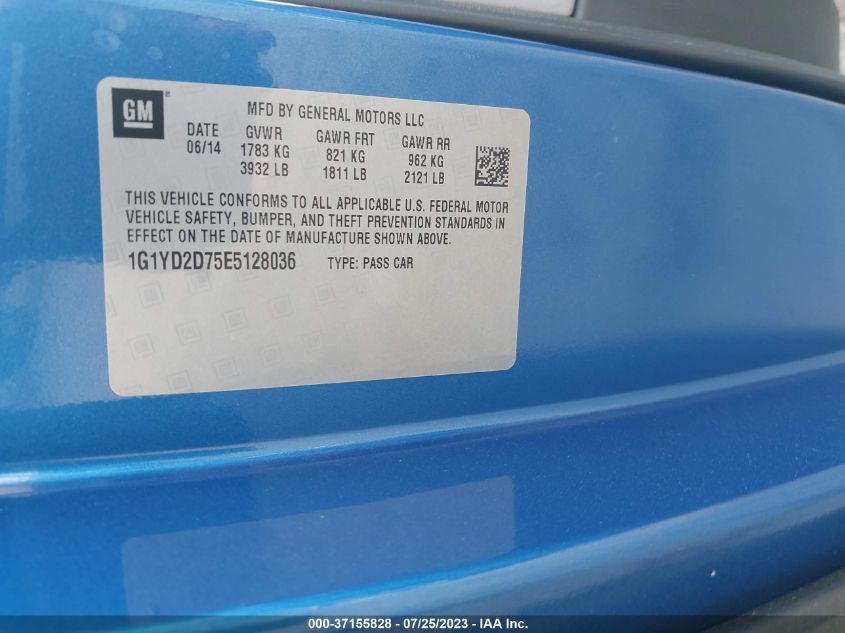 GM
MFD BY GENERAL MOTORS LLC
DATE GVWR GAWR FRT GAWR RR
06/14 1783 KG 821 KG 962 KG
3932 LB 1811 LB 2121 LB
THIS VEHICLE CONFORMS TO ALL APPLICABLE U.S. FEDERAL MOTOR
VEHICLE SAFETY, BUMPER, AND THEFT PREVENTION STANDARDS IN
EFFECT ON THE DATE OF MANUFACTURE SHOWN ABOVE.
1G1YD2D75E5128036 TYPE: PASS CAR
000-37155828 - 07/25/2023 - IAA Inc.